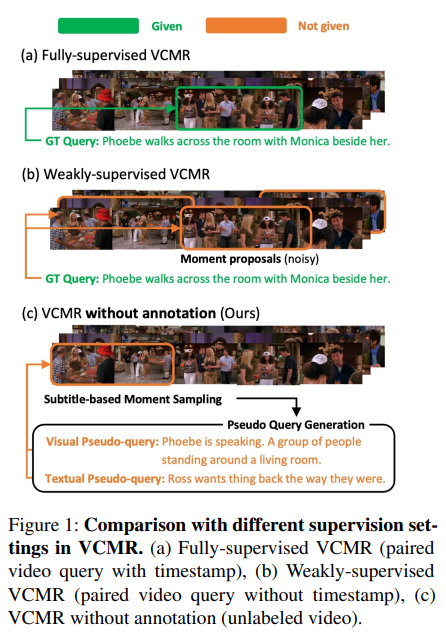 Given Not given
(a) Fully-supervised VCMR
GT Query: Phoebe walks across the room with Monica beside her.
(b) Weakly-supervised VCMR
Moment proposals (noisy)
GT Query: Phoebe walks across the room with Monica beside her.
(c) VCMR without annotation (Ours)
Subtitle-based Moment Sampling
Pseudo Query Generation
Visual Pseudo-query: Phoebe is speaking. A group of people
standing around a living room.
Textual Pseudo-query: Ross wants thing back the way they were.
Figure 1: Comparison with different supervision set-
tings in VCMR. (a) Fully-supervised VCMR (paired
video query with timestamp), (b) Weakly-supervised
VCMR (paired video query without timestamp), (c)
VCMR without annotation (unlabeled video).